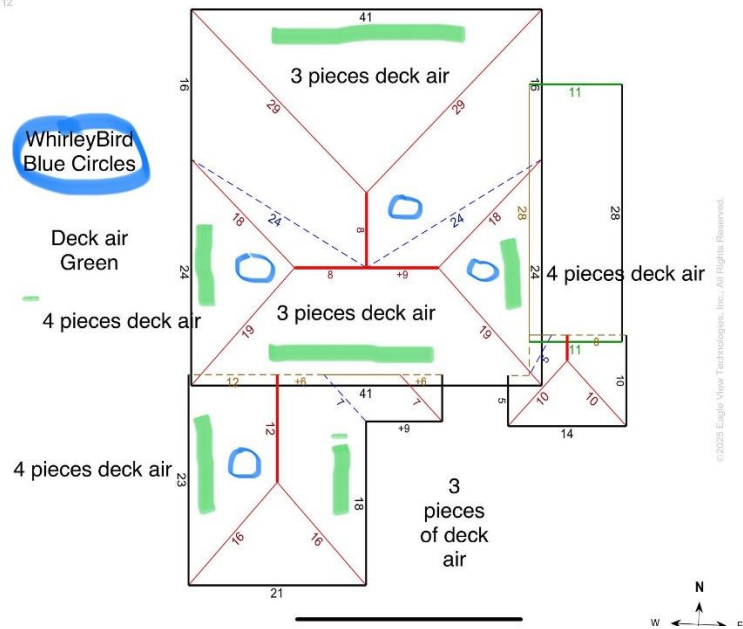 12
41
3 pieces deck air
16
16
11
29
29
WhirleyBird
Blue Circles
28
28
24
24
8
18
18
Deck air
Green
24
24
8
+9
4 pieces deck air
4 pieces deck air
3 pieces deck air
19
19
12
+6
+6
41
7
7
+9
5
5
8
11
10
10
10
14
12
4 pieces deck air
23
18
3
pieces
of deck
air
16
16
21
N
W
E
©2025 Eagle View Technologies, Inc., All Rights Reserved.